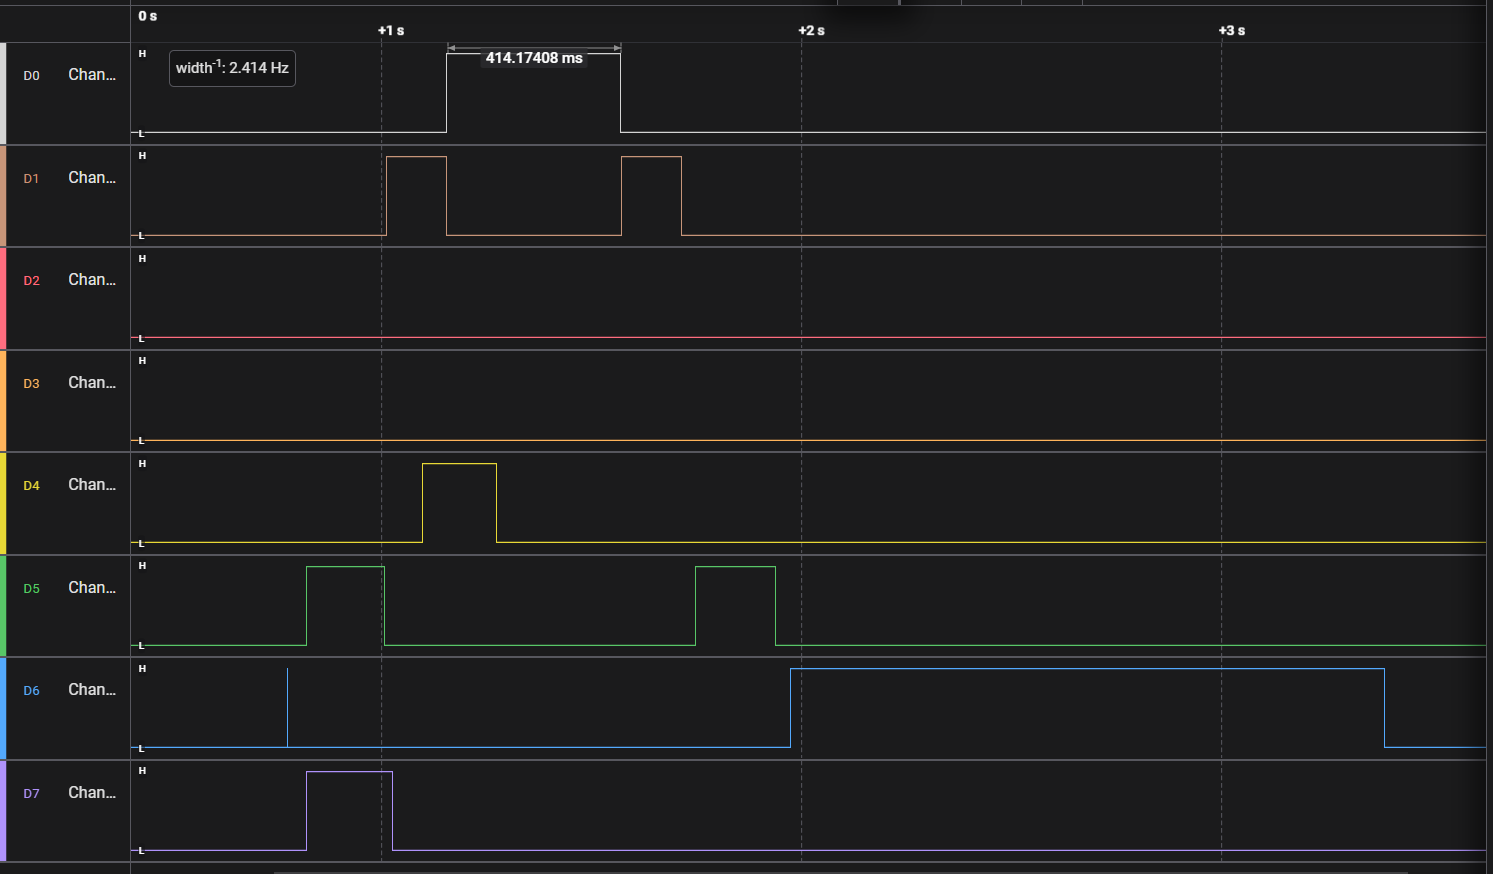 0 s
+1 s
+2 s
+3 s
D0 Chan... H width⁻¹: 2.414 Hz 414.17408 ms
L
D1 Chan... H
L
D2 Chan... H
L
D3 Chan... H
L
D4 Chan... H
L
D5 Chan... H
L
D6 Chan... H
L
D7 Chan... H
L